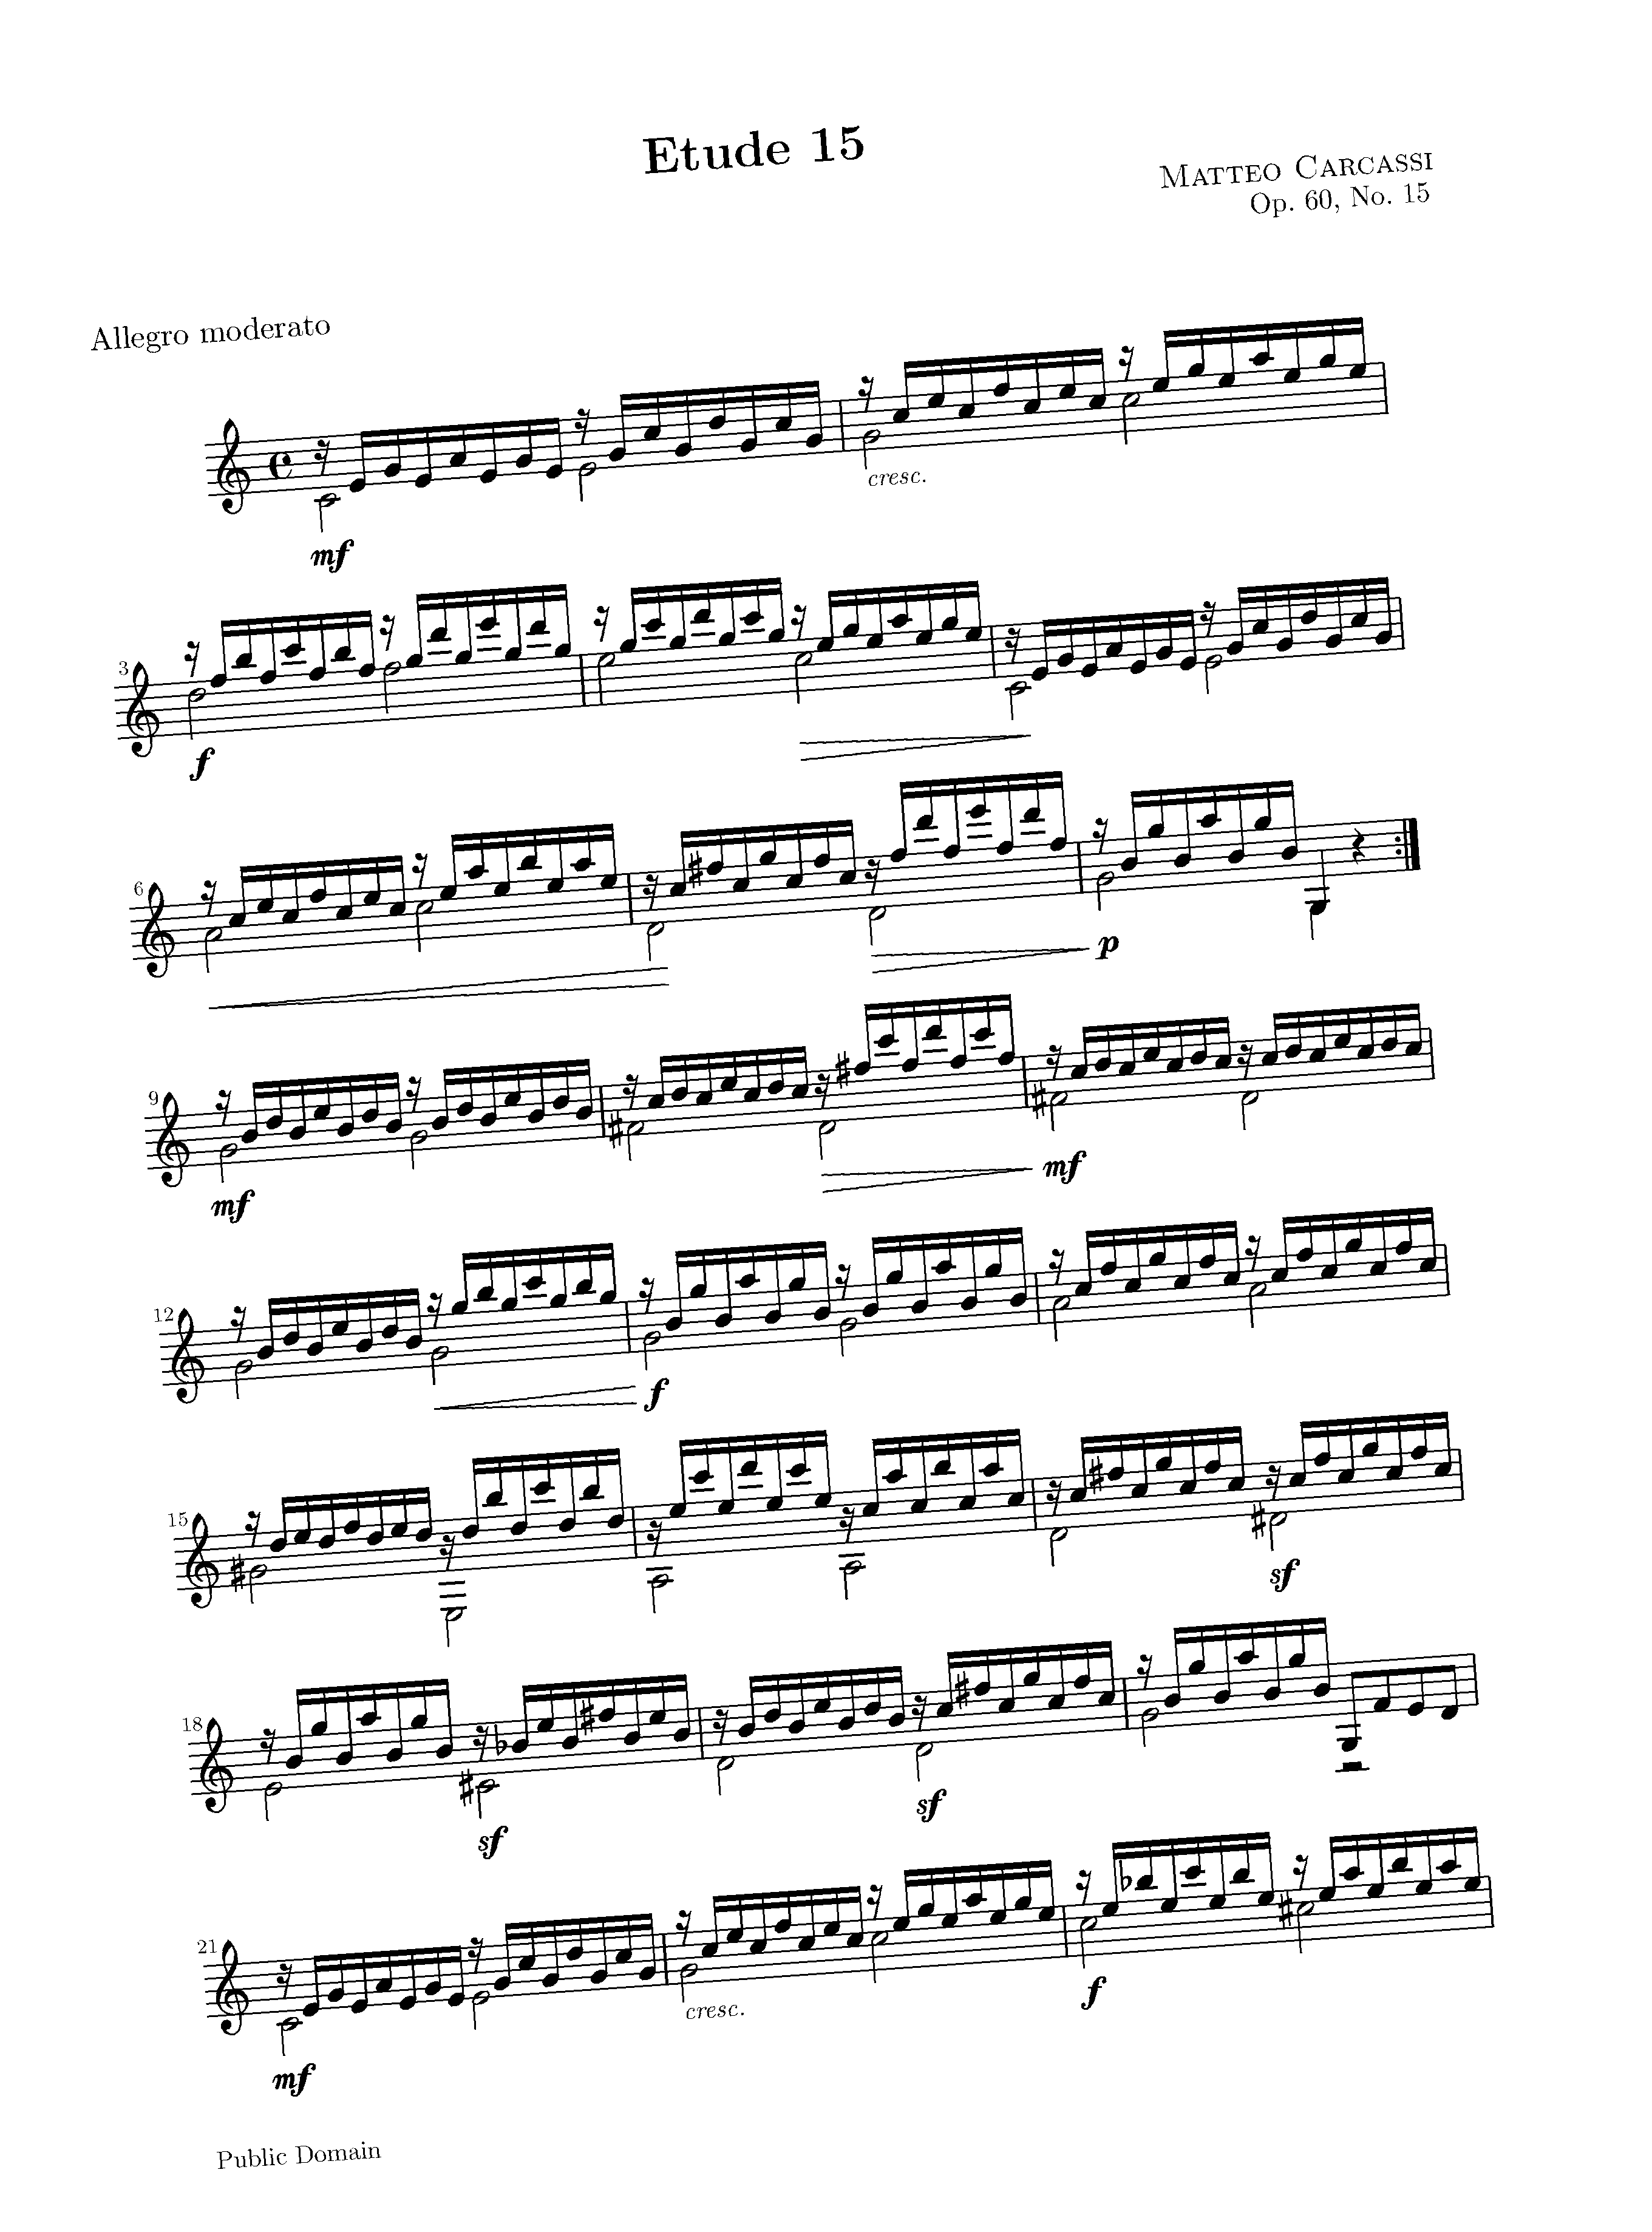 Etude 15
Matteo Carcassi
Op. 60, No. 15
Allegro moderato
mf
cresc.
3
f
6
p
9
mf
mf
12
f
15
sf
18
sf
sf
21
mf
cresc.
f
Public Domain